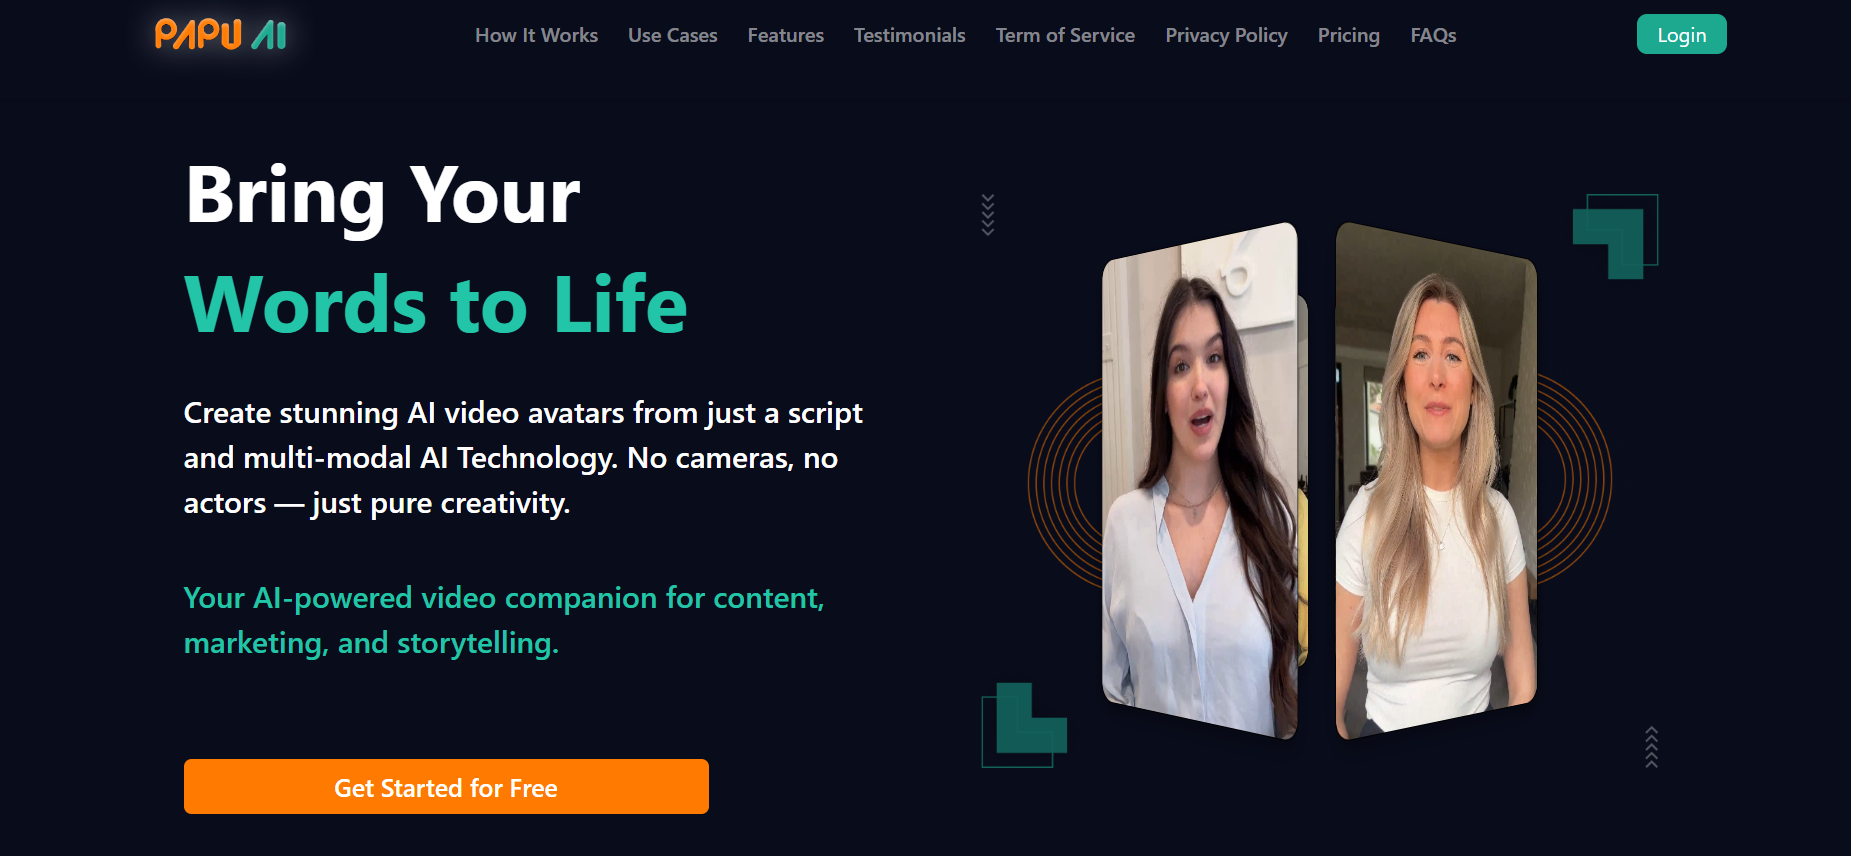 PAPU AI
How It Works
Use Cases
Features
Testimonials
Term of Service
Privacy Policy
Pricing
FAQs
Login
Bring Your
Words to Life
Create stunning AI video avatars from just a script
and multi-modal AI Technology. No cameras, no
actors — just pure creativity.
Your AI-powered video companion for content,
marketing, and storytelling.
Get Started for Free